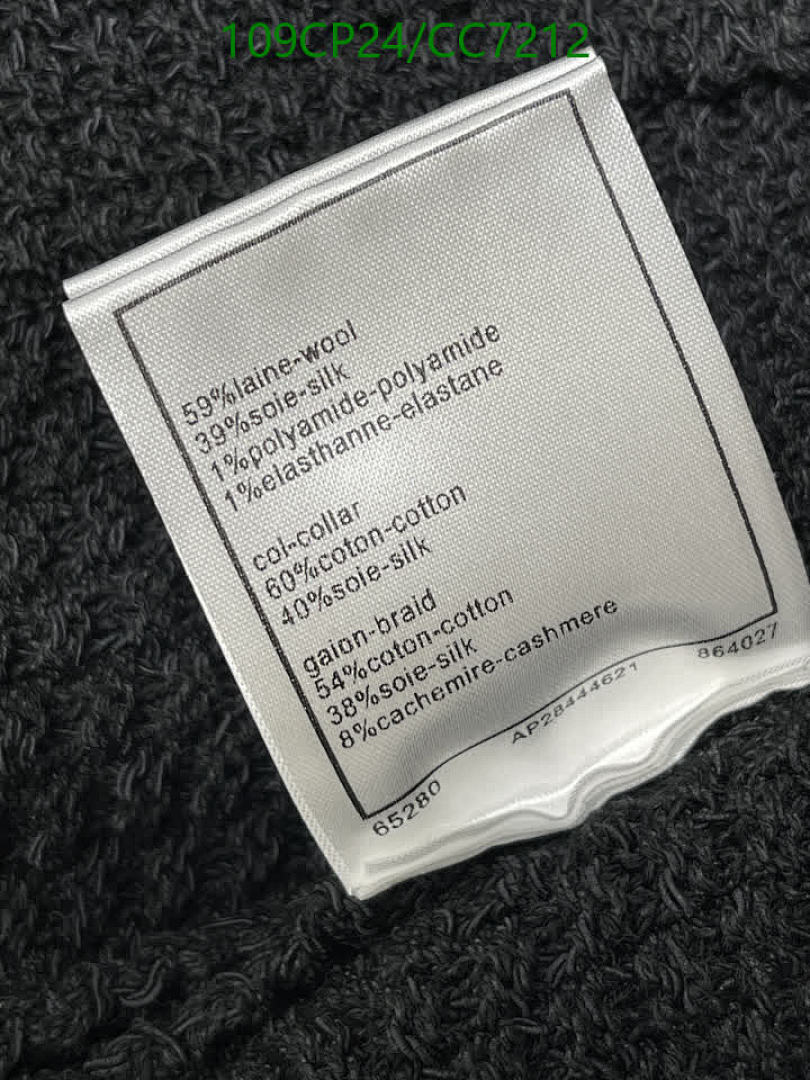 109CP24/CC7212
59%laine-wool
39%soie-silk
1%polyamide-polyamide
1%elasthanne-elastane
col-collar
60%coton-cotton
40%soie-silk
gaion-braid
54%coton-cotton
38%soie-silk
8%cachemire-cashmere
65280 AP28444621 864027